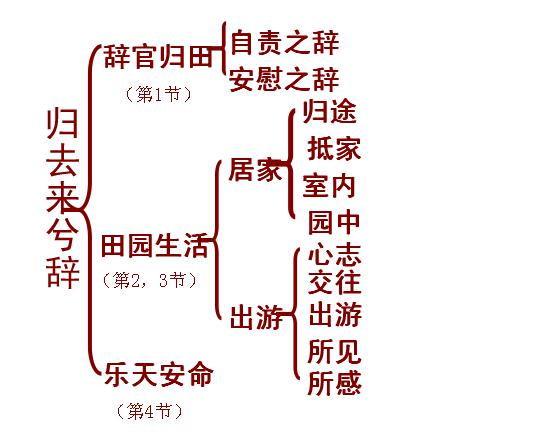 归去来兮辞
辞官归田
（第1节）
自责之辞
安慰之辞
田园生活
（第2，3节）
居家
归途
抵家
室内
园中
出游
心志
交往
出游
所见
所感
乐天安命
（第4节）